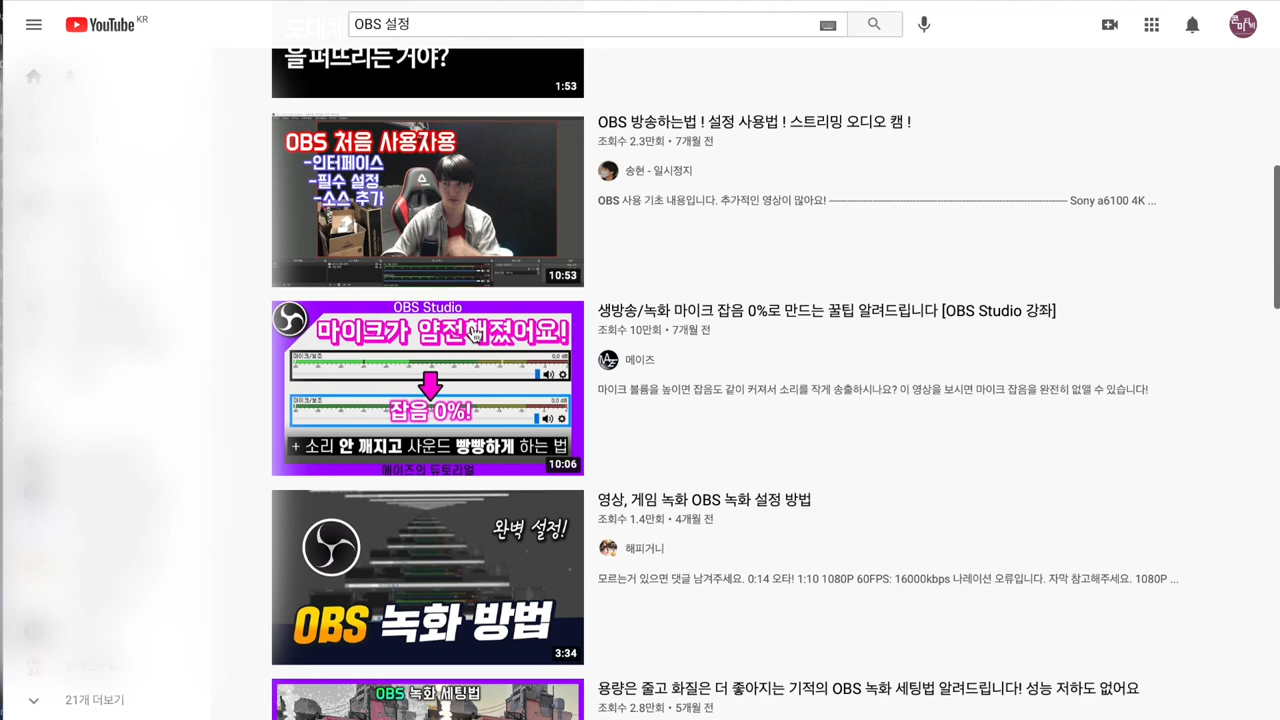 YouTube KR
OBS 설정
을 퍼뜨리는 거야?
1:53
OBS 처음 사용자용
-인터페이스
-필수 설정
-소스 추가
10:53
OBS 방송하는법 ! 설정 사용법 ! 스트리밍 오디오 캠 !
조회수 2.3만회 • 7개월 전
송현 - 일시정지
OBS 사용 기초 내용입니다. 추가적인 영상이 많아요! ------------------------------------------------------------ Sony a6100 4K ...
OBS Studio
마이크가 얌전해졌어요!
마이크/보조
0.0 dB
마이크/보조
0.0 dB
잡음 0%!
+ 소리 안 깨지고 사운드 빵빵하게 하는 법
메이즈의 듀토리얼
10:06
생방송/녹화 마이크 잡음 0%로 만드는 꿀팁 알려드립니다 [OBS Studio 강좌]
조회수 10만회 • 7개월 전
메이즈
마이크 볼륨을 높이면 잡음도 같이 커져서 소리를 작게 송출하시나요? 이 영상을 보시면 마이크 잡음을 완전히 없앨 수 있습니다!
완벽 설정!
OBS 녹화 방법
3:34
영상, 게임 녹화 OBS 녹화 설정 방법
조회수 1.4만회 • 4개월 전
해피거니
모르는거 있으면 댓글 남겨주세요. 0:14 오타! 1:10 1080P 60FPS: 16000kbps 나레이션 오류입니다. 자막 참고해주세요. 1080P ...
OBS 녹화 세팅법
용량은 줄고 화질은 더 좋아지는 기적의 OBS 녹화 세팅법 알려드립니다! 성능 저하도 없어요
조회수 2.8만회 • 5개월 전
21개 더보기